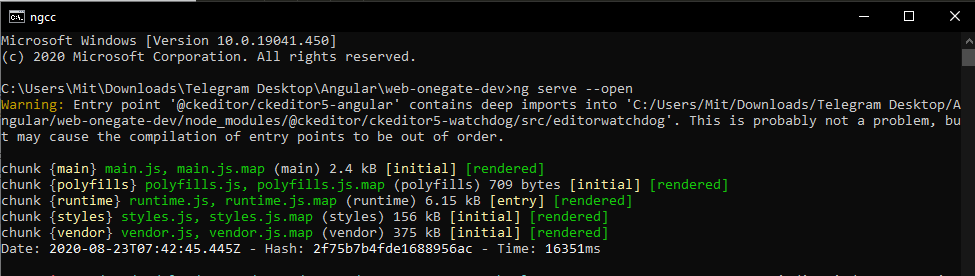 ngcc
Microsoft Windows [Version 10.0.19041.450]
(c) 2020 Microsoft Corporation. All rights reserved.
C:\Users\Mit\Downloads\Telegram Desktop\Angular\web-onegate-dev>ng serve --open
Warning: Entry point '@ckeditor/ckeditor5-angular' contains deep imports into 'C:/Users/Mit/Downloads/Telegram Desktop/A
ngular/web-onegate-dev/node_modules/@ckeditor/ckeditor5-watchdog/src/editorwatchdog'. This is probably not a problem, bu
t may cause the compilation of entry points to be out of order.
chunk {main} main.js, main.js.map (main) 2.4 kB [initial] [rendered]
chunk {polyfills} polyfills.js, polyfills.js.map (polyfills) 709 bytes [initial] [rendered]
chunk {runtime} runtime.js, runtime.js.map (runtime) 6.15 kB [entry] [rendered]
chunk {styles} styles.js, styles.js.map (styles) 156 kB [initial] [rendered]
chunk {vendor} vendor.js, vendor.js.map (vendor) 375 kB [initial] [rendered]
Date: 2020-08-23T07:42:45.445Z - Hash: 2f75b7b4fde1688956ac - Time: 16351ms